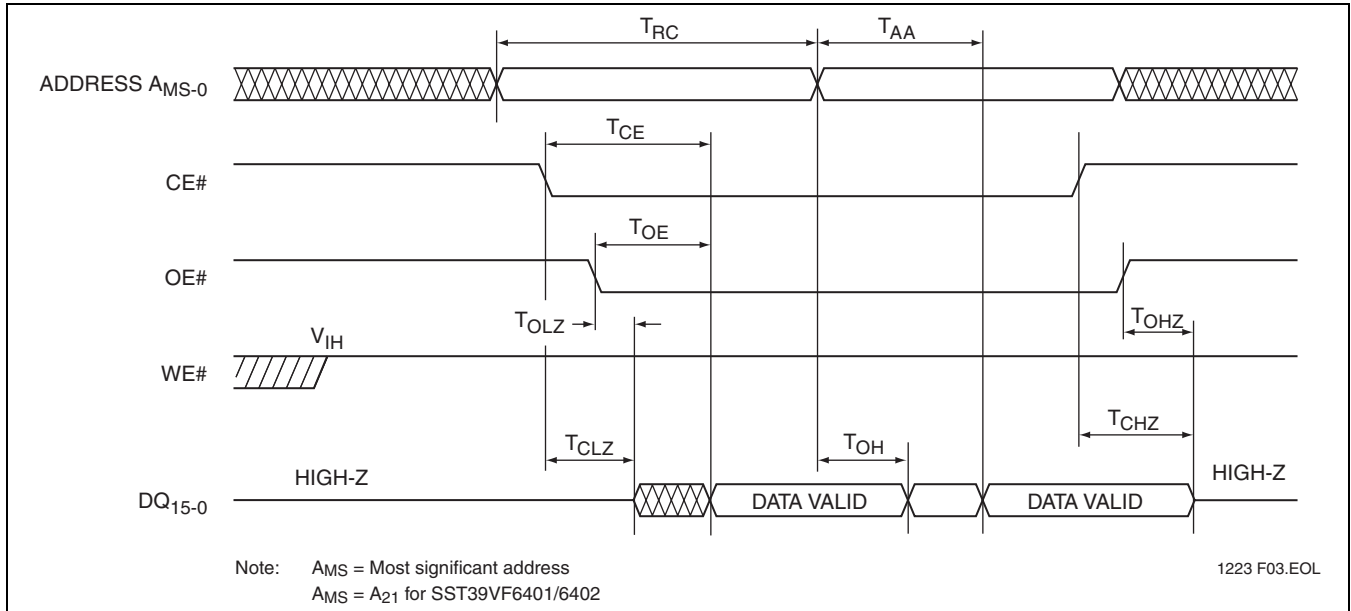 TRC TAA
ADDRESS AMS-0
TCE
CE#
TOE
OE#
TOLZ TOHZ
VIH
WE#
TCLZ TOH TCHZ
HIGH-Z HIGH-Z
DQ15-0 DATA VALID DATA VALID
Note: AMS = Most significant address 1223 F03.EOL
AMS = A21 for SST39VF6401/6402